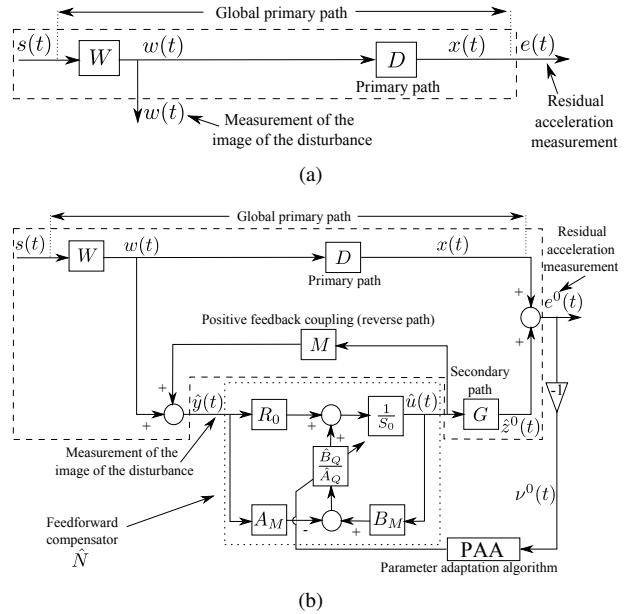 Global primary path
s(t) W w(t) D x(t) e(t)
Primary path
w(t)
Measurement of the
image of the disturbance
Residual
acceleration
measurement
(a)
Global primary path
s(t) W w(t) D x(t)
Primary path
Residual
acceleration
measurement
e⁰(t)
+
+
Positive feedback coupling (reverse path)
M
+
+
ŷ(t)
R₀
+
+
1/S₀
û(t)
Secondary
path
G
ẑ⁰(t)
-1
Measurement of the
image of the disturbance
B̂_Q/Â_Q
A_M
-
+
B_M
ν⁰(t)
Feedforward
compensator
N̂
PAA
Parameter adaptation algorithm
(b)